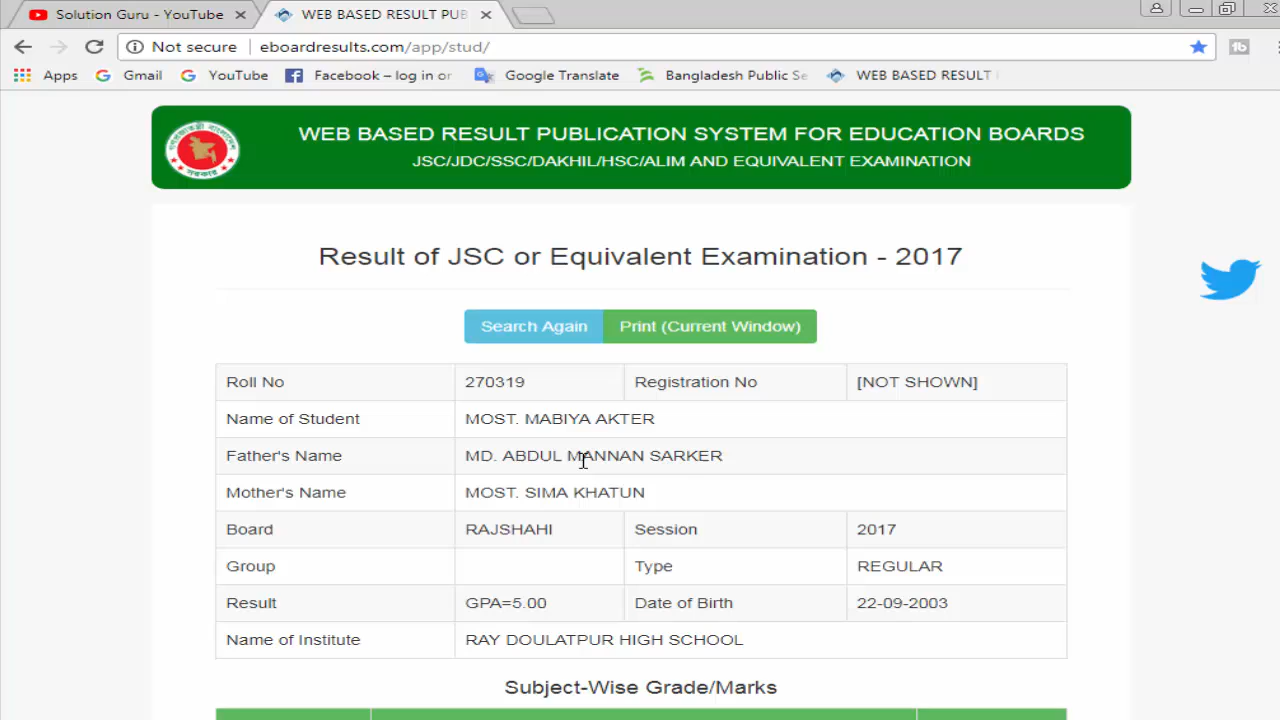 Solution Guru - YouTube
WEB BASED RESULT PUB
Not secure
eboardresults.com/app/stud/
Apps
Gmail
YouTube
Facebook – log in or
Google Translate
Bangladesh Public Se
WEB BASED RESULT
WEB BASED RESULT PUBLICATION SYSTEM FOR EDUCATION BOARDS
JSC/JDC/SSC/DAKHIL/HSC/ALIM AND EQUIVALENT EXAMINATION
Result of JSC or Equivalent Examination - 2017
Search Again
Print (Current Window)
Roll No 270319 Registration No [NOT SHOWN]
Name of Student MOST. MABIYA AKTER
Father's Name MD. ABDUL MANNAN SARKER
Mother's Name MOST. SIMA KHATUN
Board RAJSHAHI Session 2017
Group Type REGULAR
Result GPA=5.00 Date of Birth 22-09-2003
Name of Institute RAY DOULATPUR HIGH SCHOOL
Subject-Wise Grade/Marks